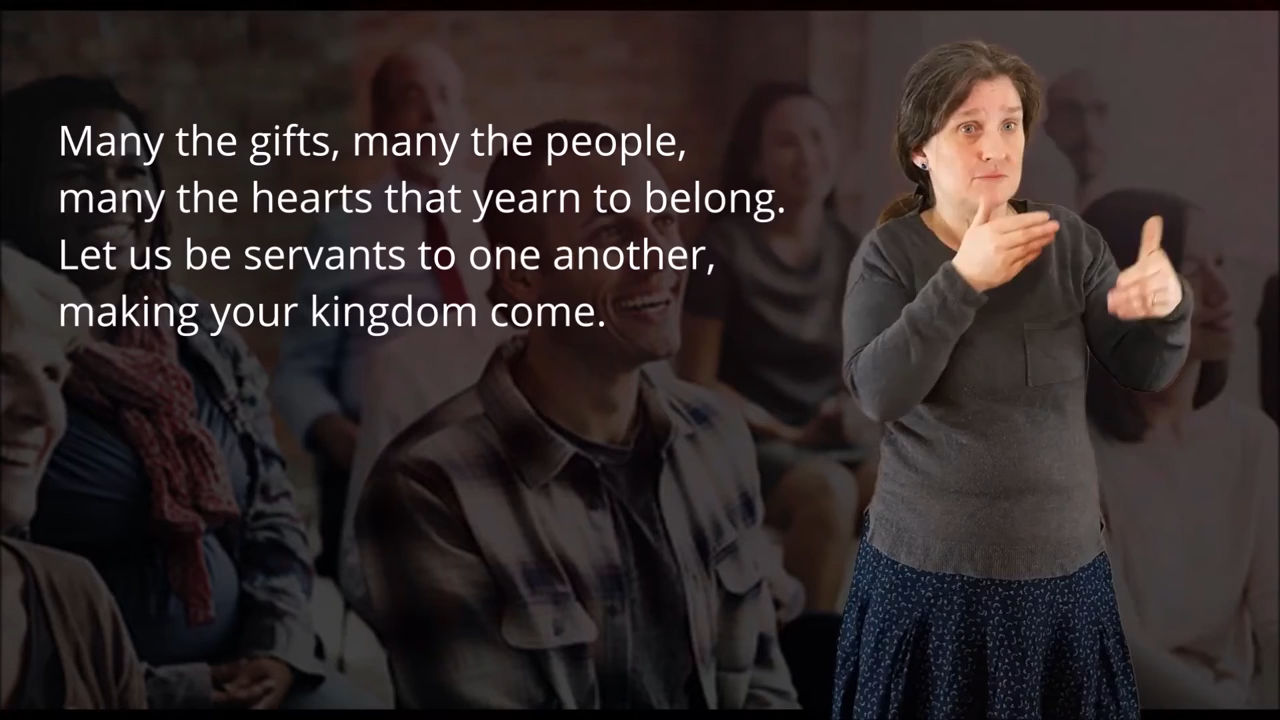 Many the gifts, many the people,
many the hearts that yearn to belong.
Let us be servants to one another,
making your kingdom come.